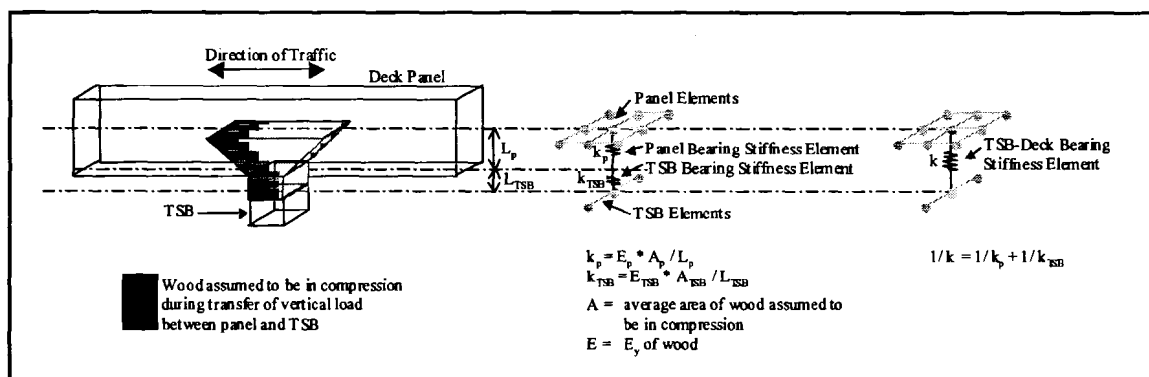 Direction of Traffic
Deck Panel
Panel Elements
L_p
k_p
Panel Bearing Stiffness Element
TSB Bearing Stiffness Element
k
TSB-Deck Bearing
Stiffness Element
L_TSB
k_TSB
TSB
TSB Elements
k_p = E_p * A_p / L_p
k_TSB = E_TSB * A_TSB / L_TSB
1/k = 1/k_p + 1/k_TSB
Wood assumed to be in compression
during transfer of vertical load
between panel and TSB
A = average area of wood assumed to
be in compression
E = E_y of wood